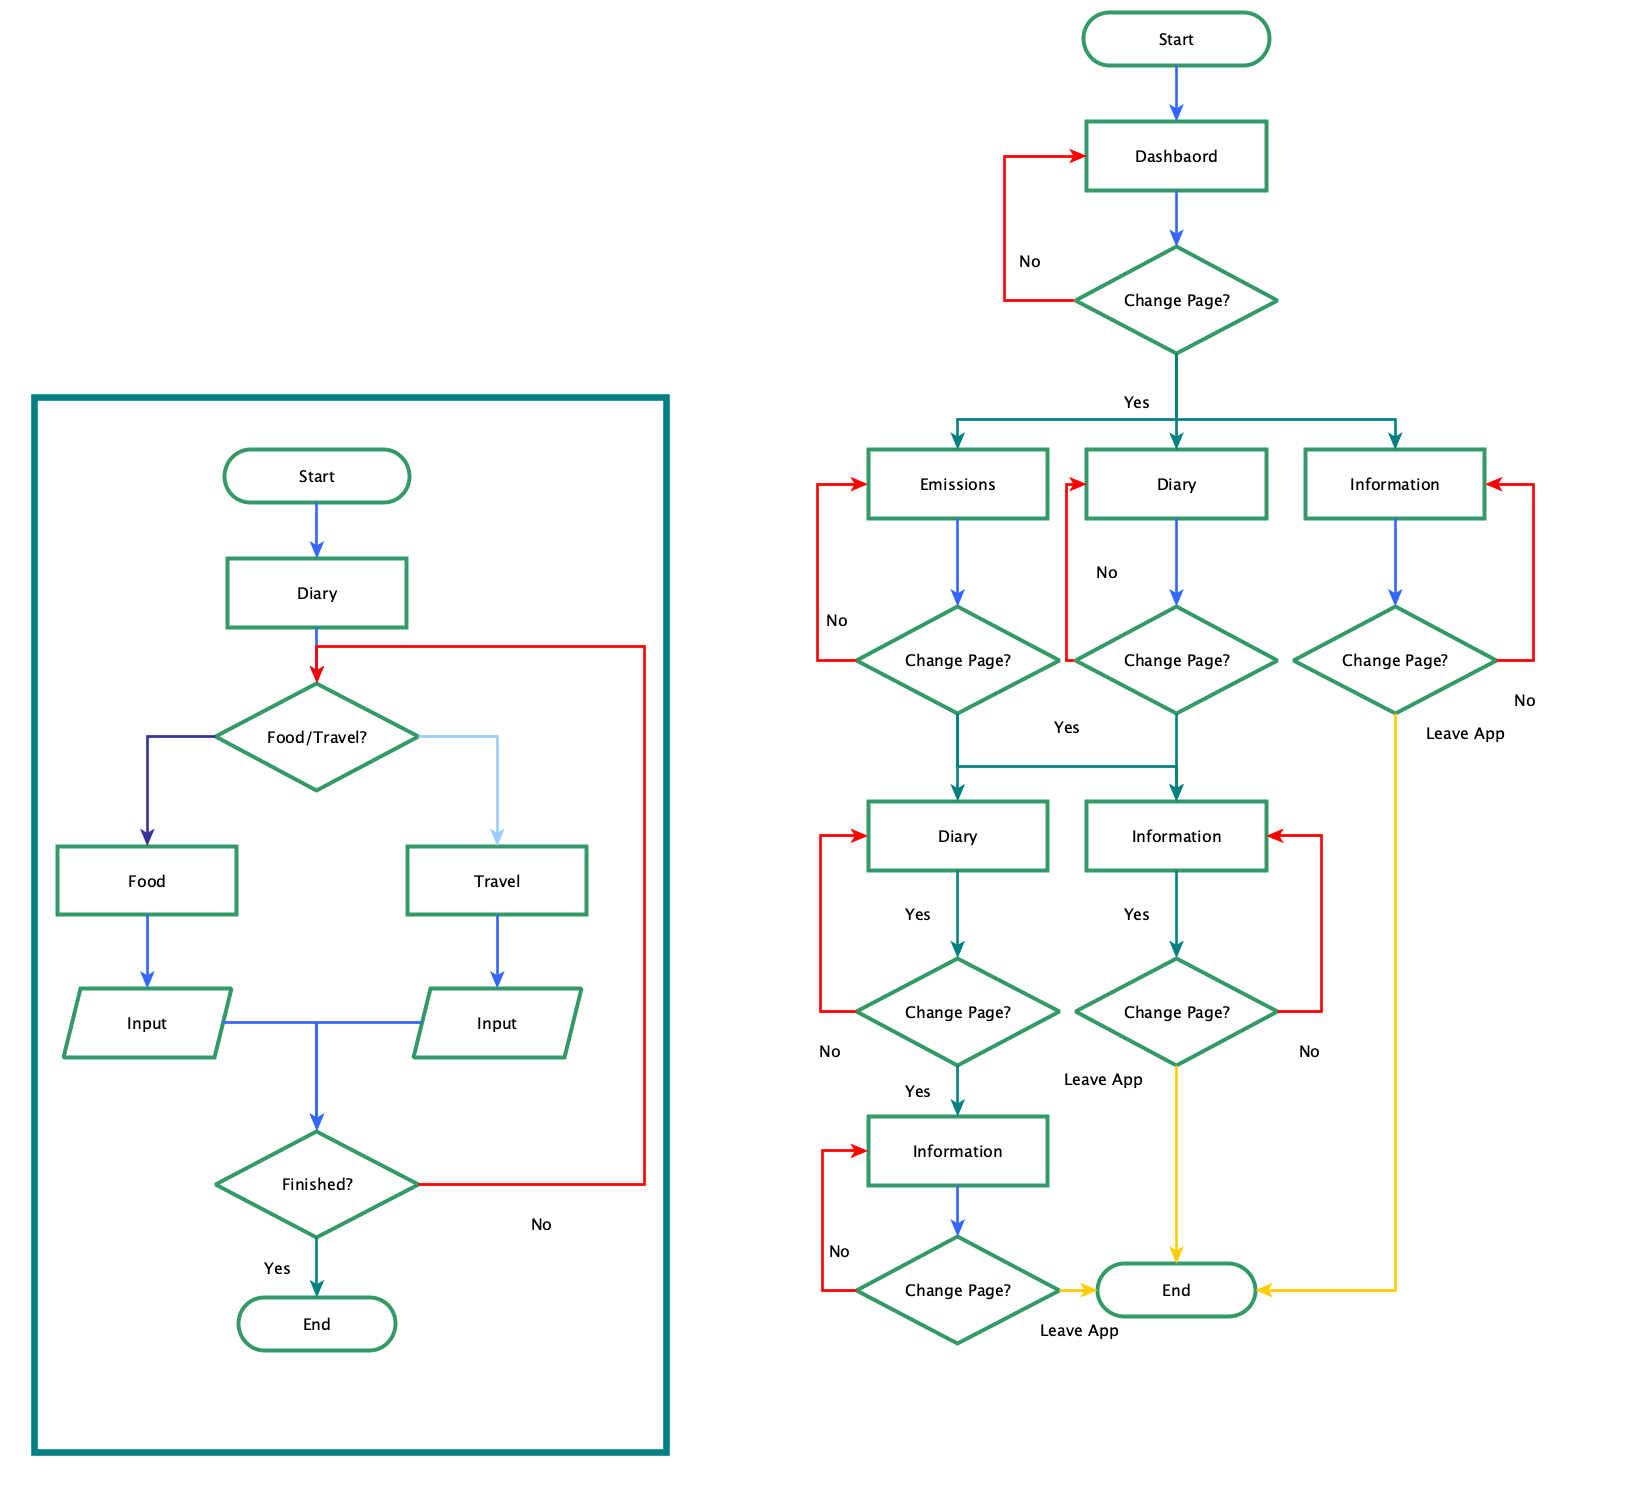 Start
Diary
Food/Travel?
Food
Travel
Input
Input
Finished?
No
Yes
End
Start
Dashbaord
No
Change Page?
Yes
Emissions
Diary
Information
No
No
Change Page?
Change Page?
Change Page?
No
Yes
Leave App
Diary
Information
Yes
Yes
Change Page?
Change Page?
No
No
Leave App
Yes
Information
No
Change Page?
End
Leave App